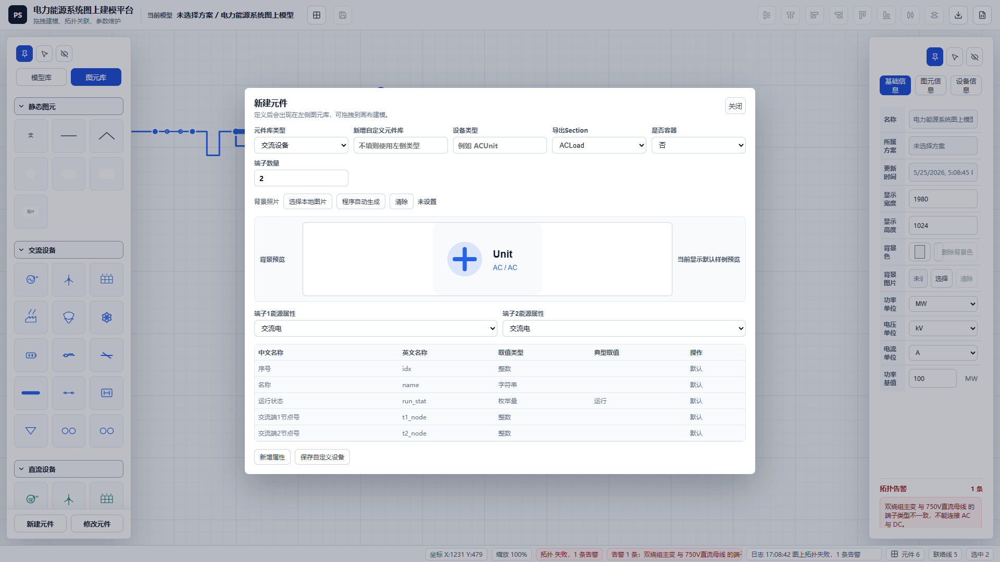 PS
电力能源系统图上建模平台
拖拽建模、拓扑关联、参数维护
当前模型 未选择方案 / 电力能源系统图上模型
模型库
图元库
静态图元
文
图片
交流设备
直流设备
新建元件
修改元件
新建元件
定义后会出现在左侧图元库，可拖拽到画布建模。
关闭
元件库类型
新增自定义元件库
设备类型
导出Section
是否容器
交流设备
不填则使用左侧类型
例如 ACUnit
ACLoad
否
端子数量
2
背景照片
选择本地图片
程序自动生成
清除
未设置
背景预览
Unit
AC / AC
当前显示默认样例预览
端子1能源属性
端子2能源属性
交流电
交流电
中文名称 英文名称 取值类型 典型取值 操作
序号 idx 整数 默认
名称 name 字符串 默认
运行状态 run_stat 枚举量 运行 默认
交流端1节点号 t1_node 整数 默认
交流端2节点号 t2_node 整数 默认
新增属性
保存自定义设备
基础信息
图元信息
设备信息
名称 电力能源系统图上模型
所属方案 未选择方案
更新时间 5/25/2026, 5:08:45
显示宽度 1980
显示高度 1024
背景色 删除背景色
背景图片 未 选择 清除
功率单位 MW
电压单位 kV
电流单位 A
功率基值 100 MW
拓扑告警 1 条
双绕组主变 与 750V直流母线 的
端子类型不一致，不能连接 AC
与 DC。
坐标 X:1231 Y:479
缩放 100%
拓扑 失败，1 条告警
告警 1 条：双绕组主变 与 750V直流母线 的端
日志 17:08:42 图上拓扑失败，1 条告警
元件 6
联络线 5
选中 2